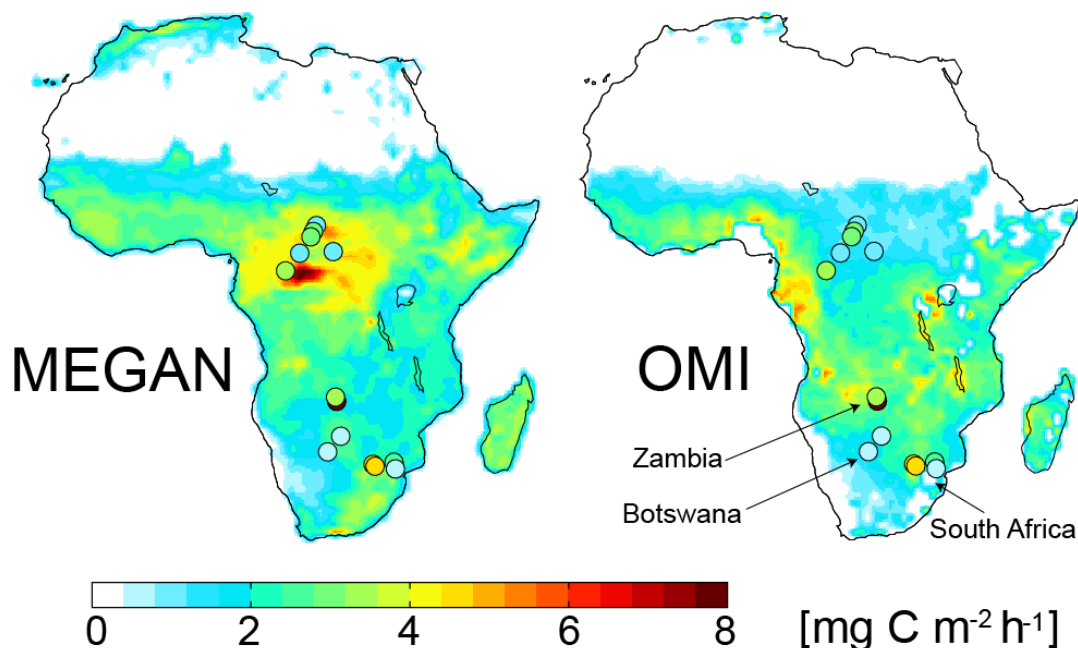 MEGAN
OMI
Zambia
Botswana
South Africa
0 2 4 6 8 [mg C m-2 h-1]